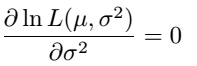 ∂ ln L(μ, σ²) / ∂σ² = 0